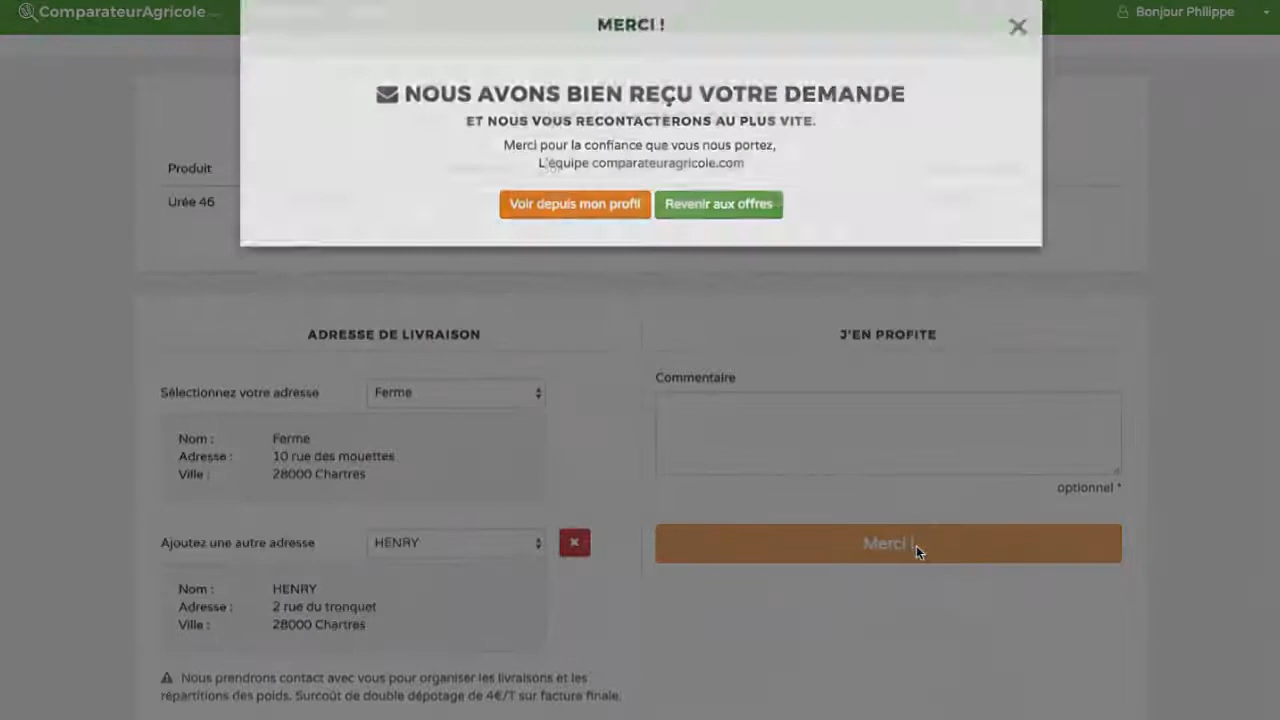 ComparateurAgricole
Bonjour Philippe
MERCI !
NOUS AVONS BIEN REÇU VOTRE DEMANDE
ET NOUS VOUS RECONTACTERONS AU PLUS VITE.
Merci pour la confiance que vous nous portez,
L'équipe comparateuragricole.com
Voir depuis mon profil
Revenir aux offres
Produit
Urée 46
ADRESSE DE LIVRAISON
Sélectionnez votre adresse
Ferme
Nom : Ferme
Adresse : 10 rue des mouettes
Ville : 28000 Chartres
Ajoutez une autre adresse
HENRY
Nom : HENRY
Adresse : 2 rue du tronquet
Ville : 28000 Chartres
Nous prendrons contact avec vous pour organiser les livraisons et les
répartitions des poids. Surcoût de double dépotage de 4€/T sur facture finale.
J'EN PROFITE
Commentaire
optionnel *
Merci !